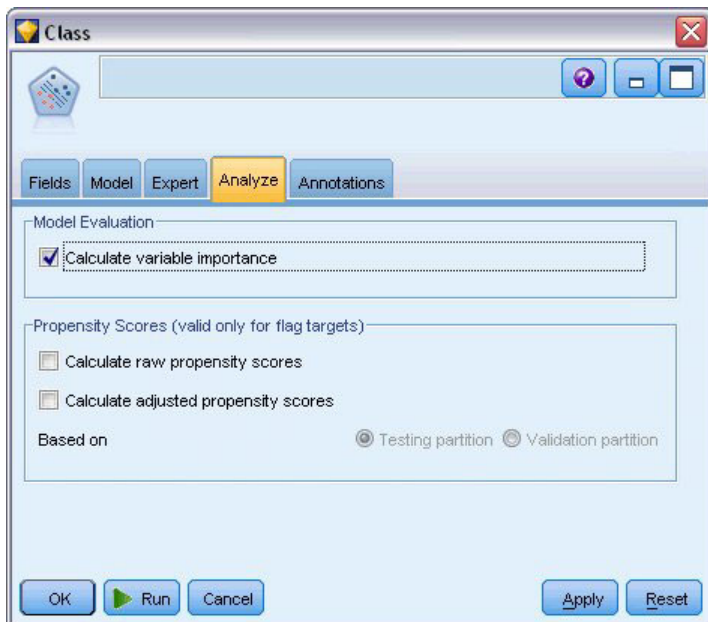 Class
Fields Model Expert Analyze Annotations
Model Evaluation
Calculate variable importance
Propensity Scores (valid only for flag targets)
Calculate raw propensity scores
Calculate adjusted propensity scores
Based on Testing partition Validation partition
OK Run Cancel Apply Reset